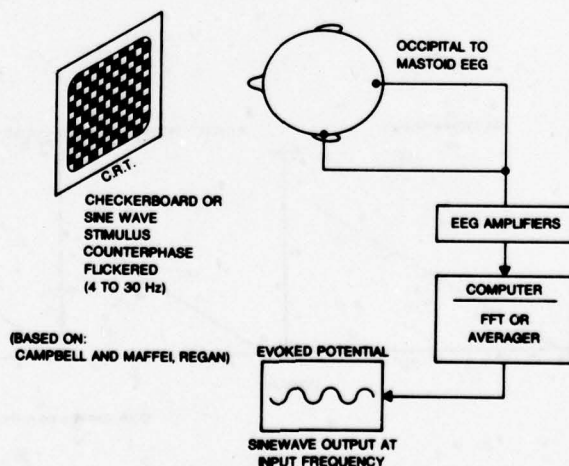 OCCIPITAL TO
MASTOID EEG
C.R.T.
CHECKERBOARD OR
SINE WAVE
STIMULUS
COUNTERPHASE
FLICKERED
(4 TO 30 Hz)
EEG AMPLIFIERS
COMPUTER
FFT OR
AVERAGER
(BASED ON:
CAMPBELL AND MAFFEI, REGAN)
EVOKED POTENTIAL
SINEWAVE OUTPUT AT
INPUT FREQUENCY